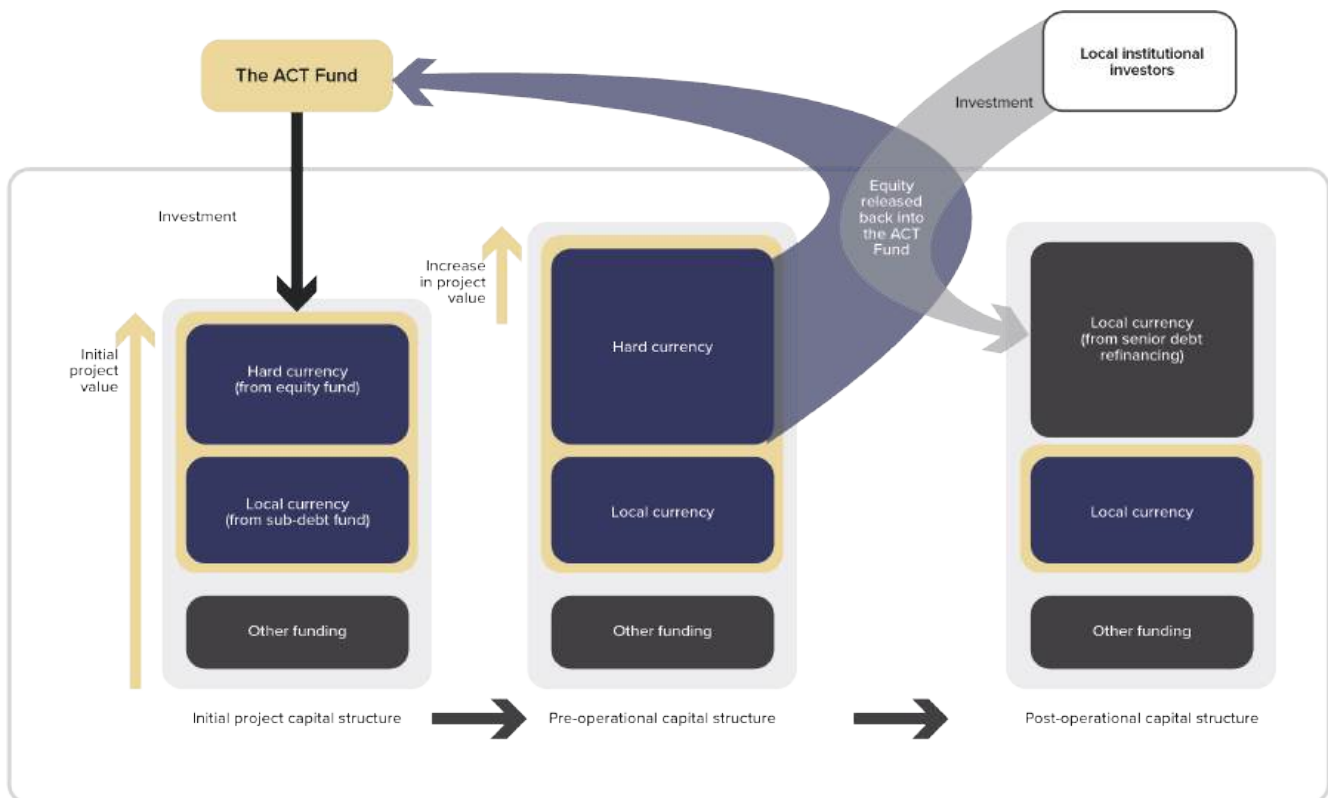 The ACT Fund
Local institutional
investors
Investment
Investment
Equity
released
back into
the ACT
Fund
Increase
in project
value
Initial
project
value
Hard currency
(from equity fund)
Local currency
(from sub-debt fund)
Other funding
Hard currency
Local currency
Other funding
Local currency
(from senior debt
refinancing)
Local currency
Other funding
Initial project capital structure
Pre-operational capital structure
Post-operational capital structure